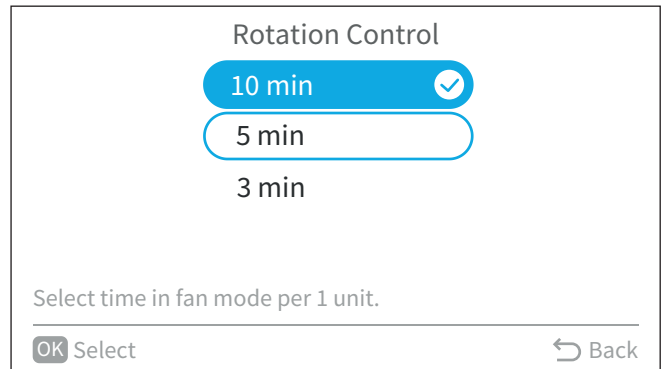 Rotation Control
10 min
5 min
3 min
Select time in fan mode per 1 unit.
OK Select
Back